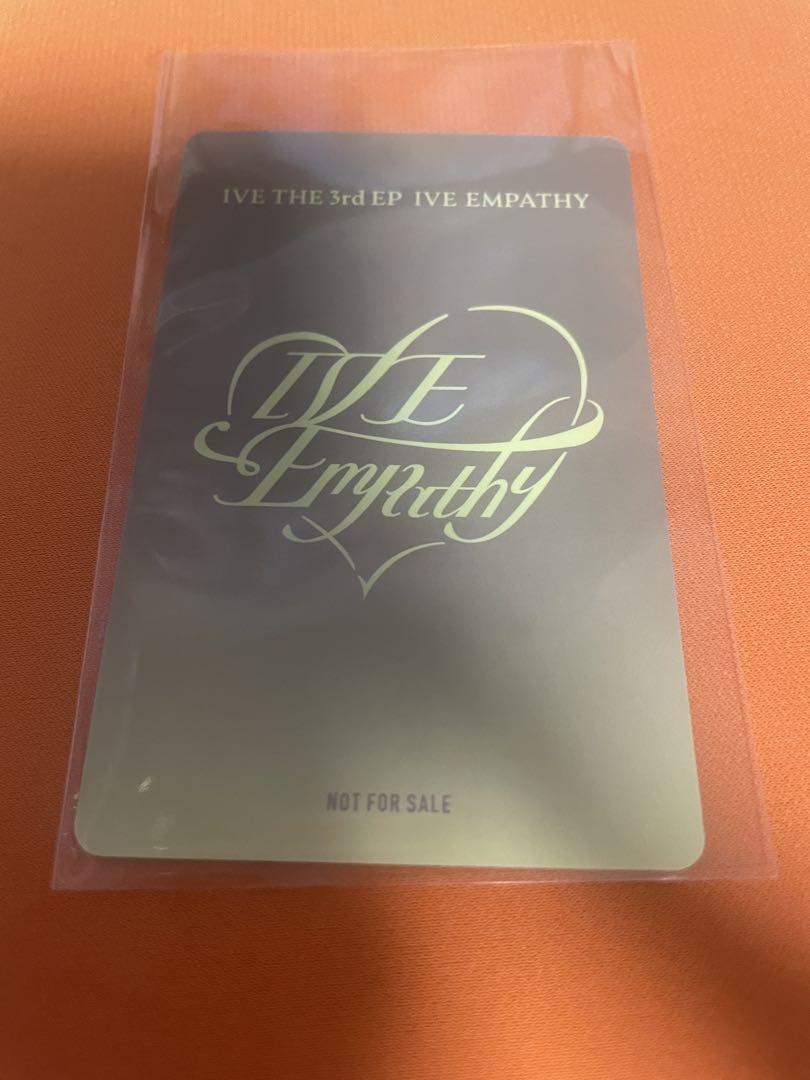 IVE THE 3rd EP IVE EMPATHY
IVE
Empathy
NOT FOR SALE